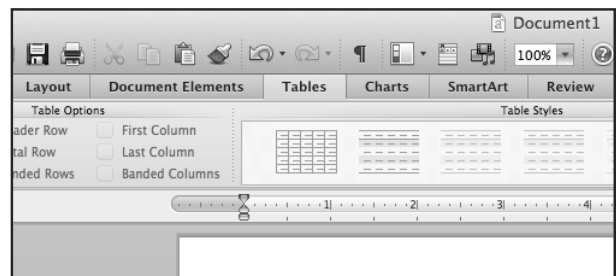 Document1
100%
Layout Document Elements Tables Charts SmartArt Review
Table Options Table Styles
ader Row First Column
tal Row Last Column
nded Rows Banded Columns
1 2 3 4